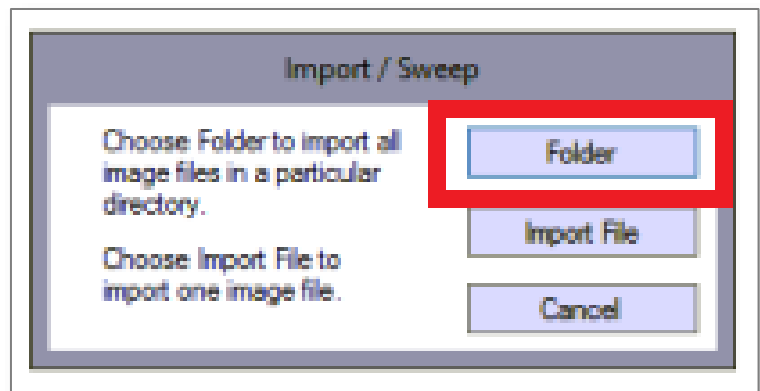 Import / Sweep
Choose Folder to import all
image files in a particular
directory.
Choose Import File to
import one image file.
Folder
Import File
Cancel